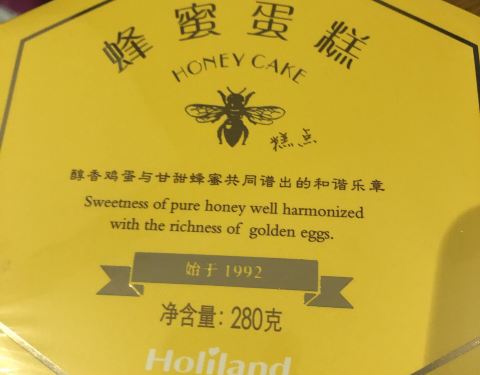 蜂蜜蛋糕
HONEY CAKE
糕点
醇香鸡蛋与甘甜蜂蜜共同谱出的和谐乐章
Sweetness of pure honey well harmonized
with the richness of golden eggs.
始于1992
净含量：280克
Holiland